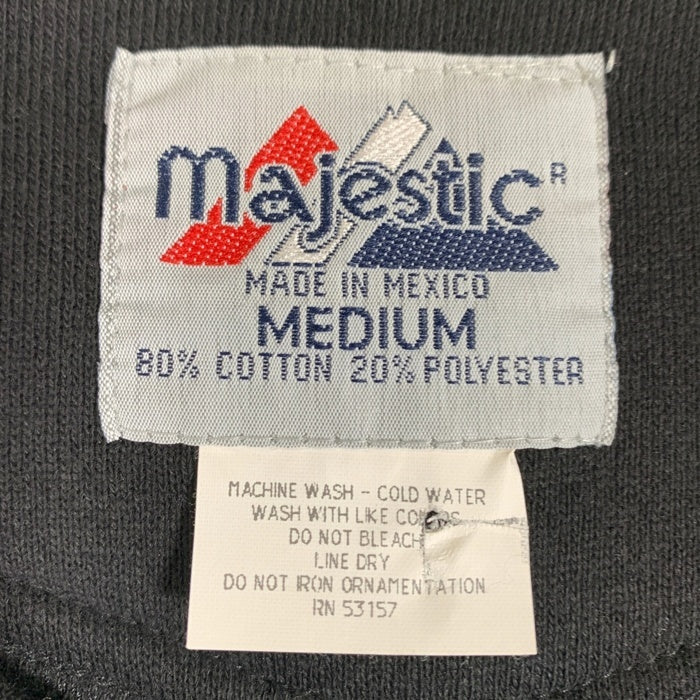 majestic R
MADE IN MEXICO
MEDIUM
80% COTTON 20% POLYESTER
MACHINE WASH - COLD WATER
WASH WITH LIKE
DO NOT BLEACH
LINE DRY
DO NOT IRON ORNAMENTATION
RN 53157